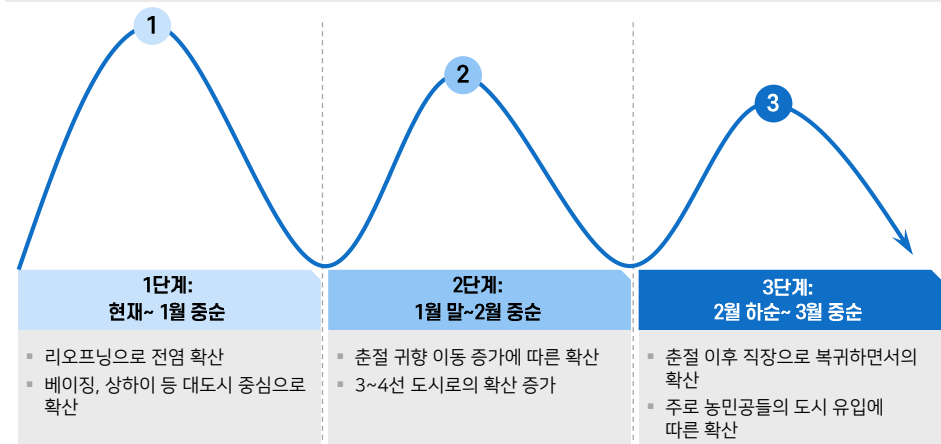 1
2
3
1단계:
현재~ 1월 중순
2단계:
1월 말~2월 중순
3단계:
2월 하순~ 3월 중순
▪ 리오프닝으로 전염 확산
▪ 베이징, 상하이 등 대도시 중심으로
확산
▪ 춘절 귀향 이동 증가에 따른 확산
▪ 3~4선 도시로의 확산 증가
▪ 춘절 이후 직장으로 복귀하면서의
확산
▪ 주로 농민공들의 도시 유입에
따른 확산